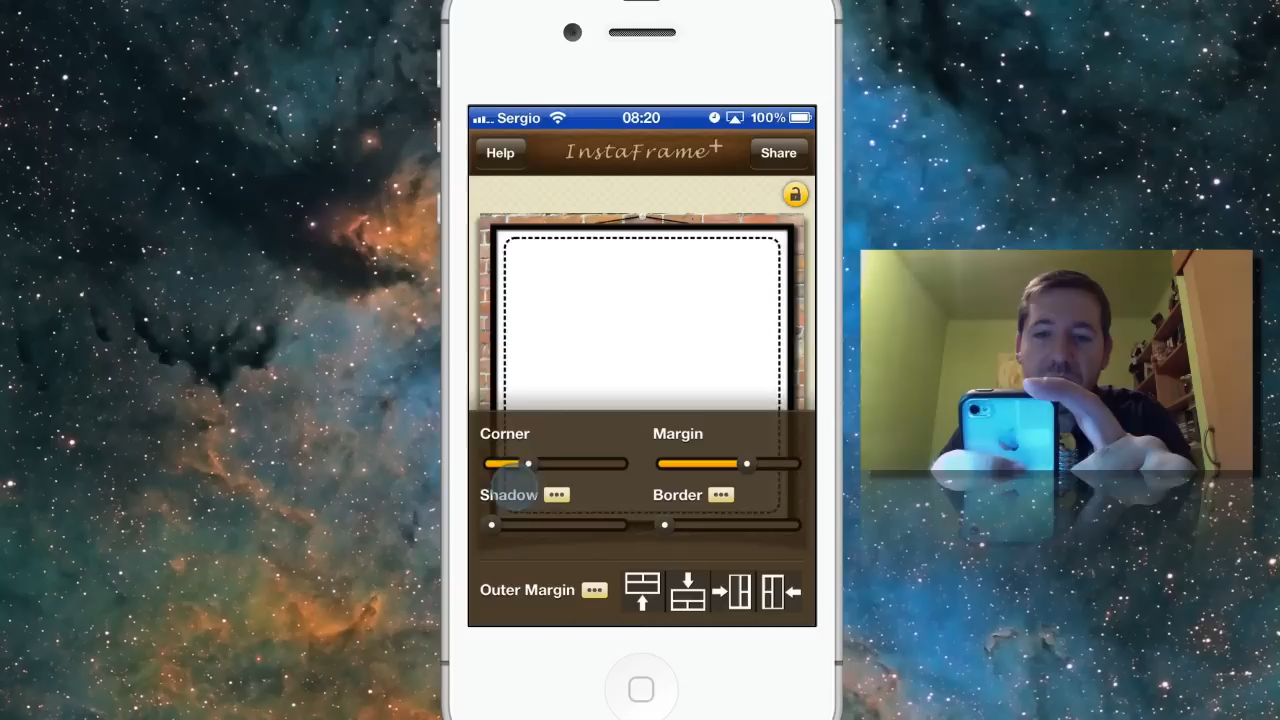 Sergio 08:20 100%
Help InstaFrame+ Share
Corner Margin
Shadow Border
Outer Margin